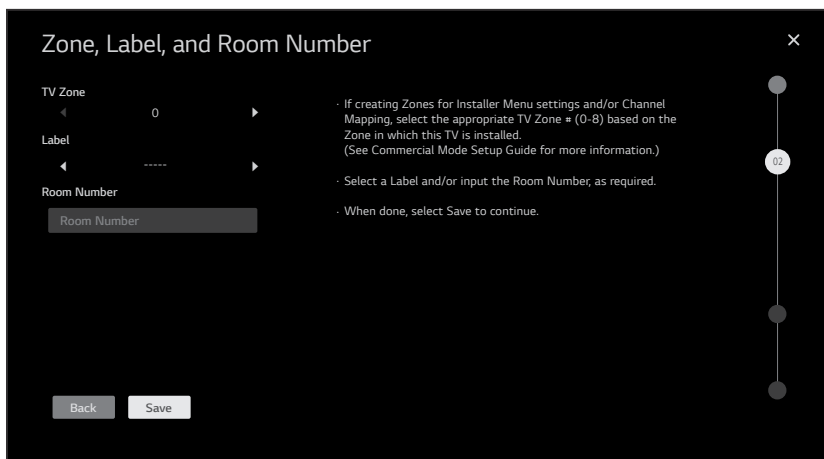 Zone, Label, and Room Number
TV Zone
0
Label
-----
Room Number
Room Number
· If creating Zones for Installer Menu settings and/or Channel
Mapping, select the appropriate TV Zone # (0-8) based on the
Zone in which this TV is installed.
(See Commercial Mode Setup Guide for more information.)
· Select a Label and/or input the Room Number, as required.
· When done, select Save to continue.
02
Back
Save